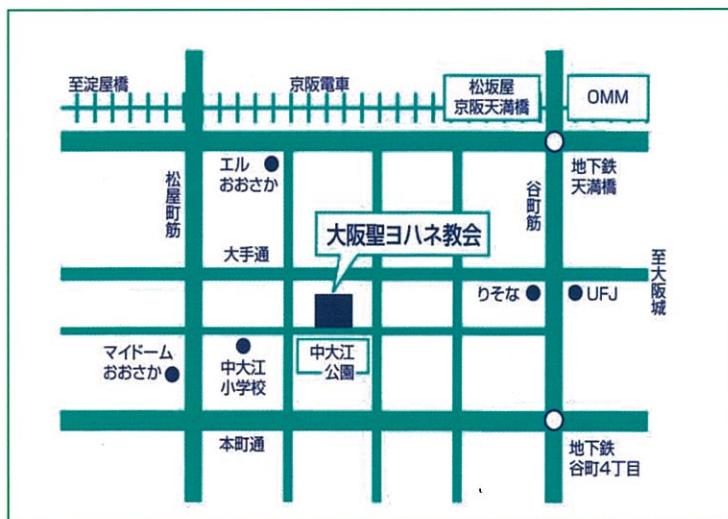 至淀屋橋
京阪電車
松坂屋
京阪天満橋
OMM
エル
おおさか
地下鉄
天満橋
松屋町筋
谷町筋
大阪聖ヨハネ教会
大手通
至大阪城
りそな
UFJ
マイドーム
おおさか
中大江
小学校
中大江
公園
本町通
地下鉄
谷町4丁目